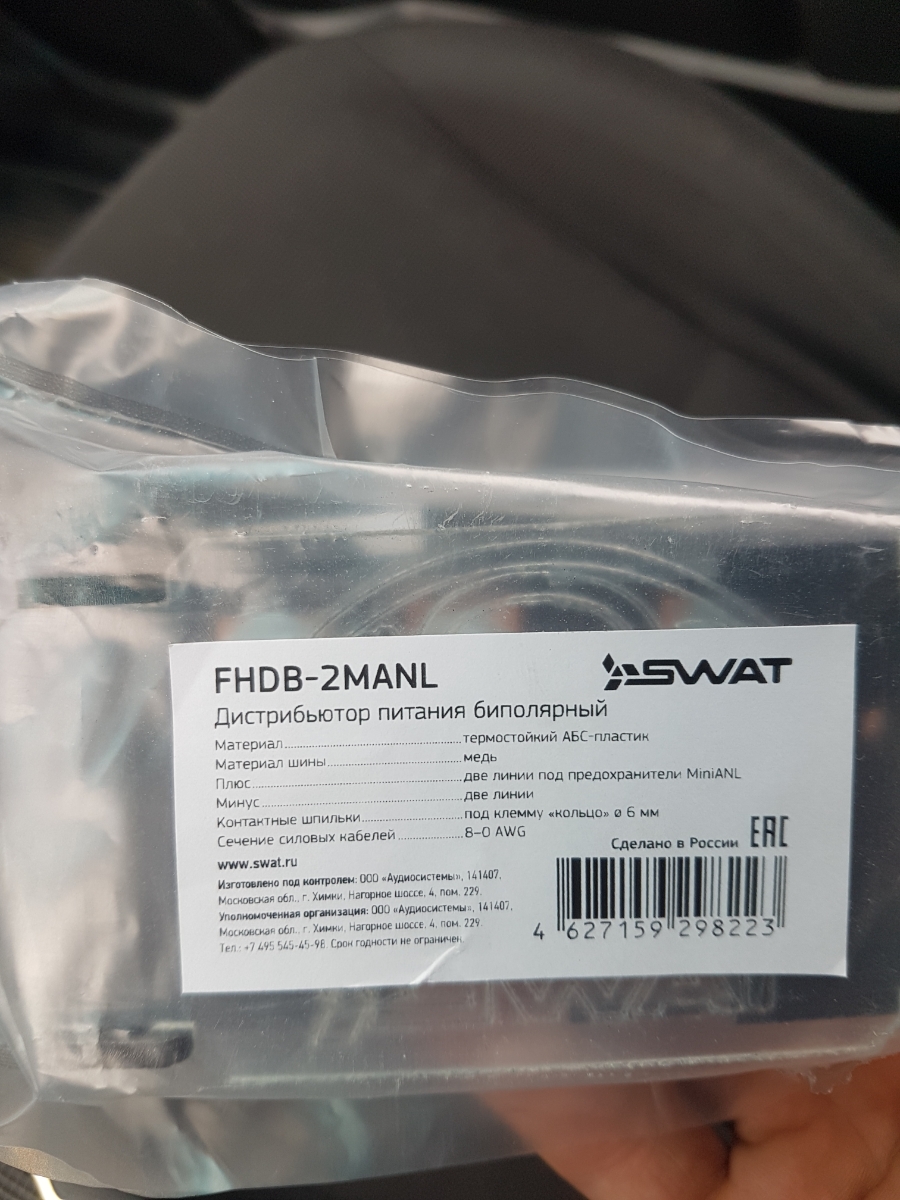 FHDB-2MANL
SWAT
Дистрибьютор питания биполярный
Материал..........термостойкий АБС-пластик
Материал шины..........медь
Плюс..........две линии под предохранители MiniANL
Минус..........две линии
Контактные шпильки..........под клемму «кольцо» ø 6 мм
Сечение силовых кабелей..........8-0 AWG
Сделано в России EAC
www.swat.ru
Изготовлено под контролем: ООО «Аудиосистемы», 141407,
Московская обл., г. Химки, Нагорное шоссе, 4, пом. 229.
Уполномоченная организация: ООО «Аудиосистемы», 141407,
Московская обл., г. Химки, Нагорное шоссе, 4, пом. 229.
Тел.: +7 495 545-45-98. Срок годности не ограничен.
4 627159 298223